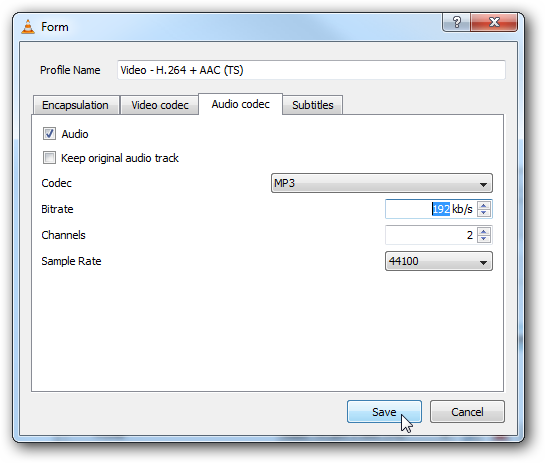 Form
?
Profile Name Video - H.264 + AAC (TS)
Encapsulation Video codec Audio codec Subtitles
Audio
Keep original audio track
Codec MP3
Bitrate 192 kb/s
Channels 2
Sample Rate 44100
Save Cancel